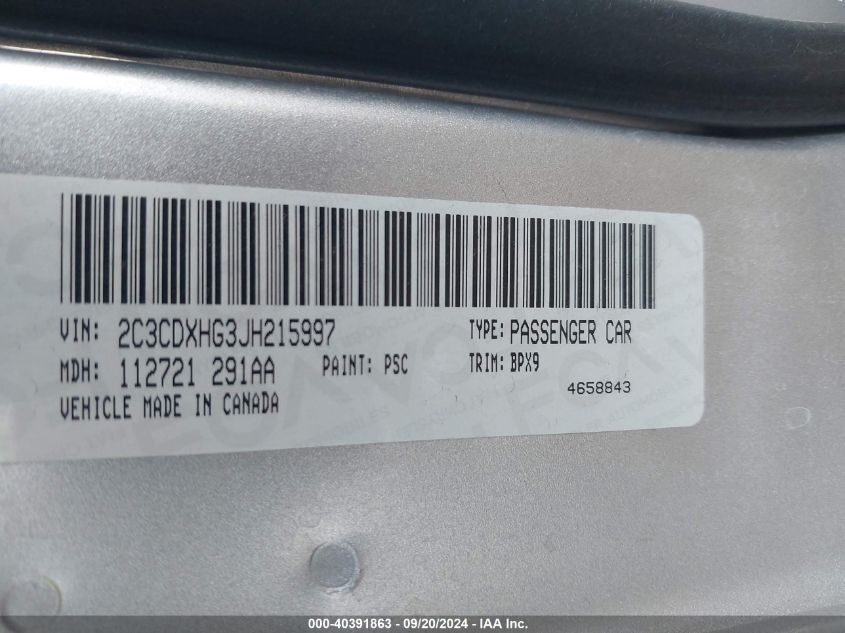 VIN: 2C3CDXHG3JH215997 TYPE: PASSENGER CAR
MDH: 112721 291AA PAINT: PSC TRIM: BPX9
4658843
VEHICLE MADE IN CANADA
000-40391863 - 09/20/2024 - IAA Inc.